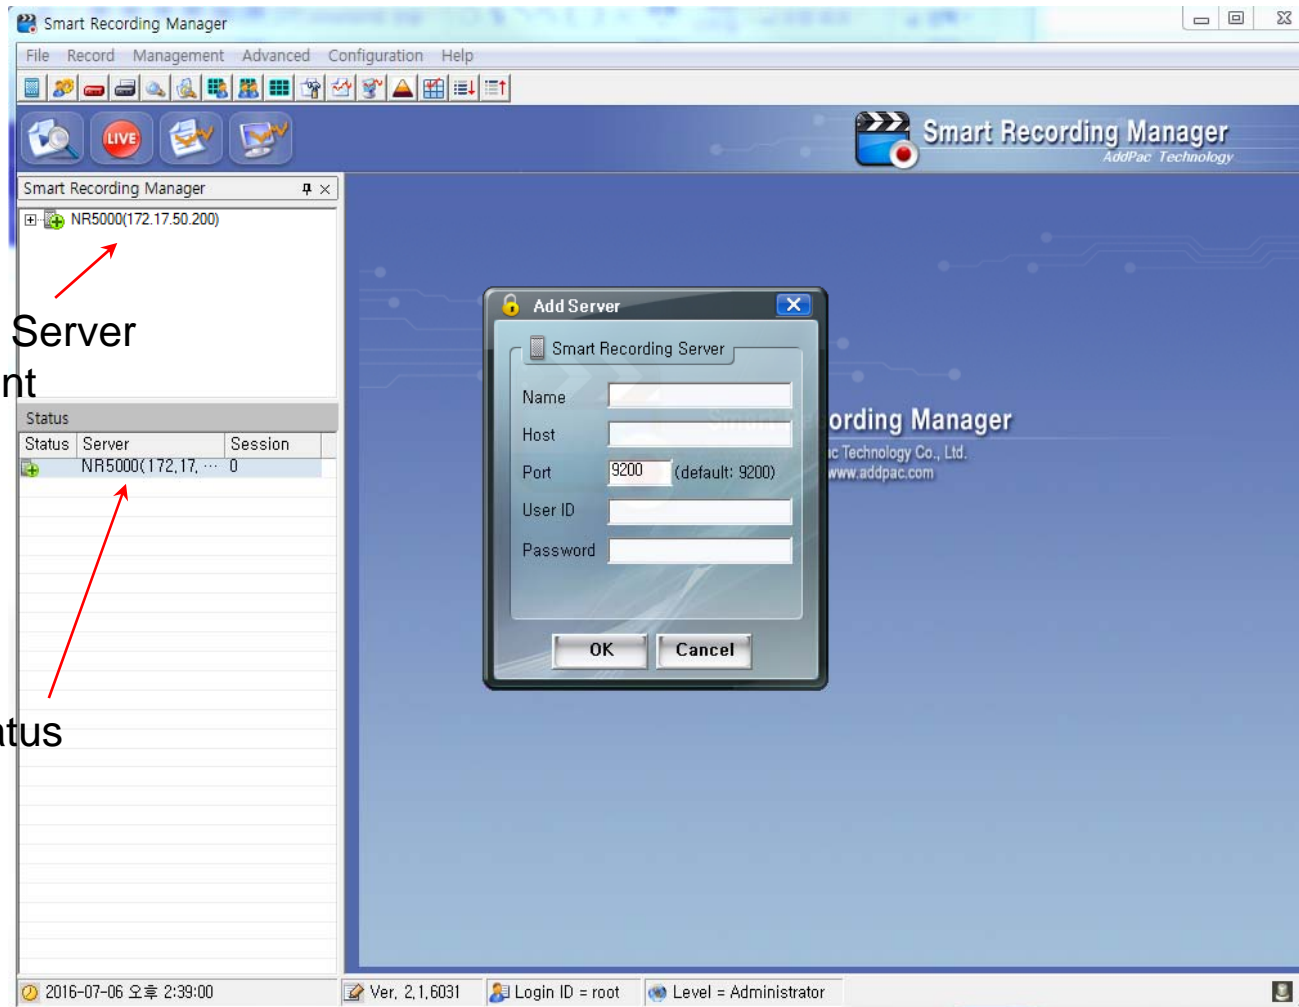 Smart Recording Manager
File Record Management Advanced Configuration Help
LIVE
Smart Recording Manager
AddPac Technology
Smart Recording Manager
NR5000(172.17.50.200)
Server
nt
Add Server
Smart Recording Server
Name
Host
Port 9200 (default: 9200)
User ID
Password
OK Cancel
ording Manager
Technology Co., Ltd.
www.addpac.com
Status
Status Server Session
NR5000(172,17, ··· 0
atus
2016-07-06 오후 2:39:00
Ver, 2,1,6031
Login ID = root
Level = Administrator